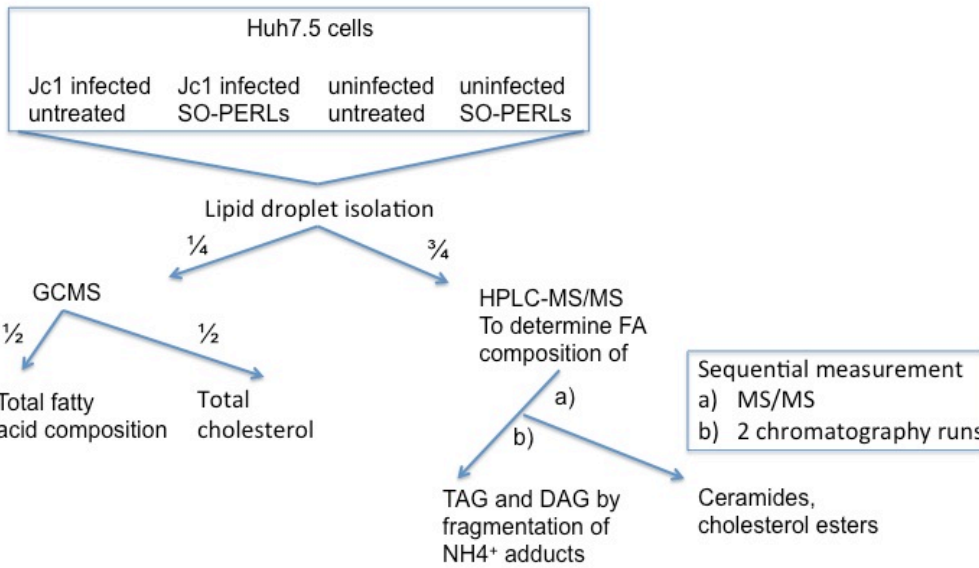 Huh7.5 cells
Jc1 infected Jc1 infected uninfected uninfected
untreated SO-PERLs untreated SO-PERLs
Lipid droplet isolation
¼ ¾
GCMS
½ ½
Total fatty
acid composition
Total
cholesterol
HPLC-MS/MS
To determine FA
composition of
a)
b)
Sequential measurement
a) MS/MS
b) 2 chromatography runs
TAG and DAG by
fragmentation of
NH4⁺ adducts
Ceramides,
cholesterol esters